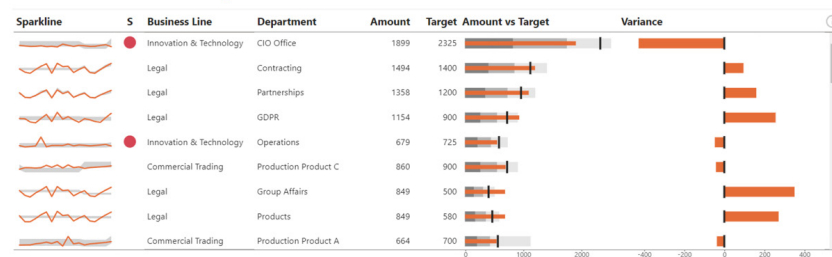 Sparkline S Business Line Department Amount Target Amount vs Target Variance
Innovation & Technology CIO Office 1899 2325
Legal Contracting 1494 1400
Legal Partnerships 1358 1200
Legal GDPR 1154 900
Innovation & Technology Operations 679 725
Commercial Trading Production Product C 860 900
Legal Group Affairs 849 500
Legal Products 849 580
Commercial Trading Production Product A 664 700
0 1000 2000 -400 -200 0 200 400